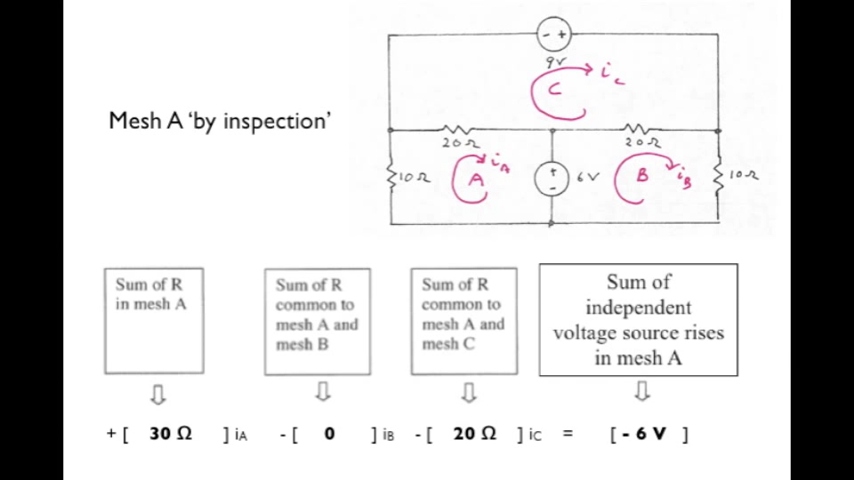 - +
9V
C
ic
Mesh A 'by inspection'
20Ω
20Ω
10Ω
A
iA
+
-
6V
B
iB
10Ω
Sum of R
in mesh A
Sum of R
common to
mesh A and
mesh B
Sum of R
common to
mesh A and
mesh C
Sum of
independent
voltage source rises
in mesh A
+ [ 30 Ω ] iA - [ 0 ] iB - [ 20 Ω ] iC = [ - 6 V ]